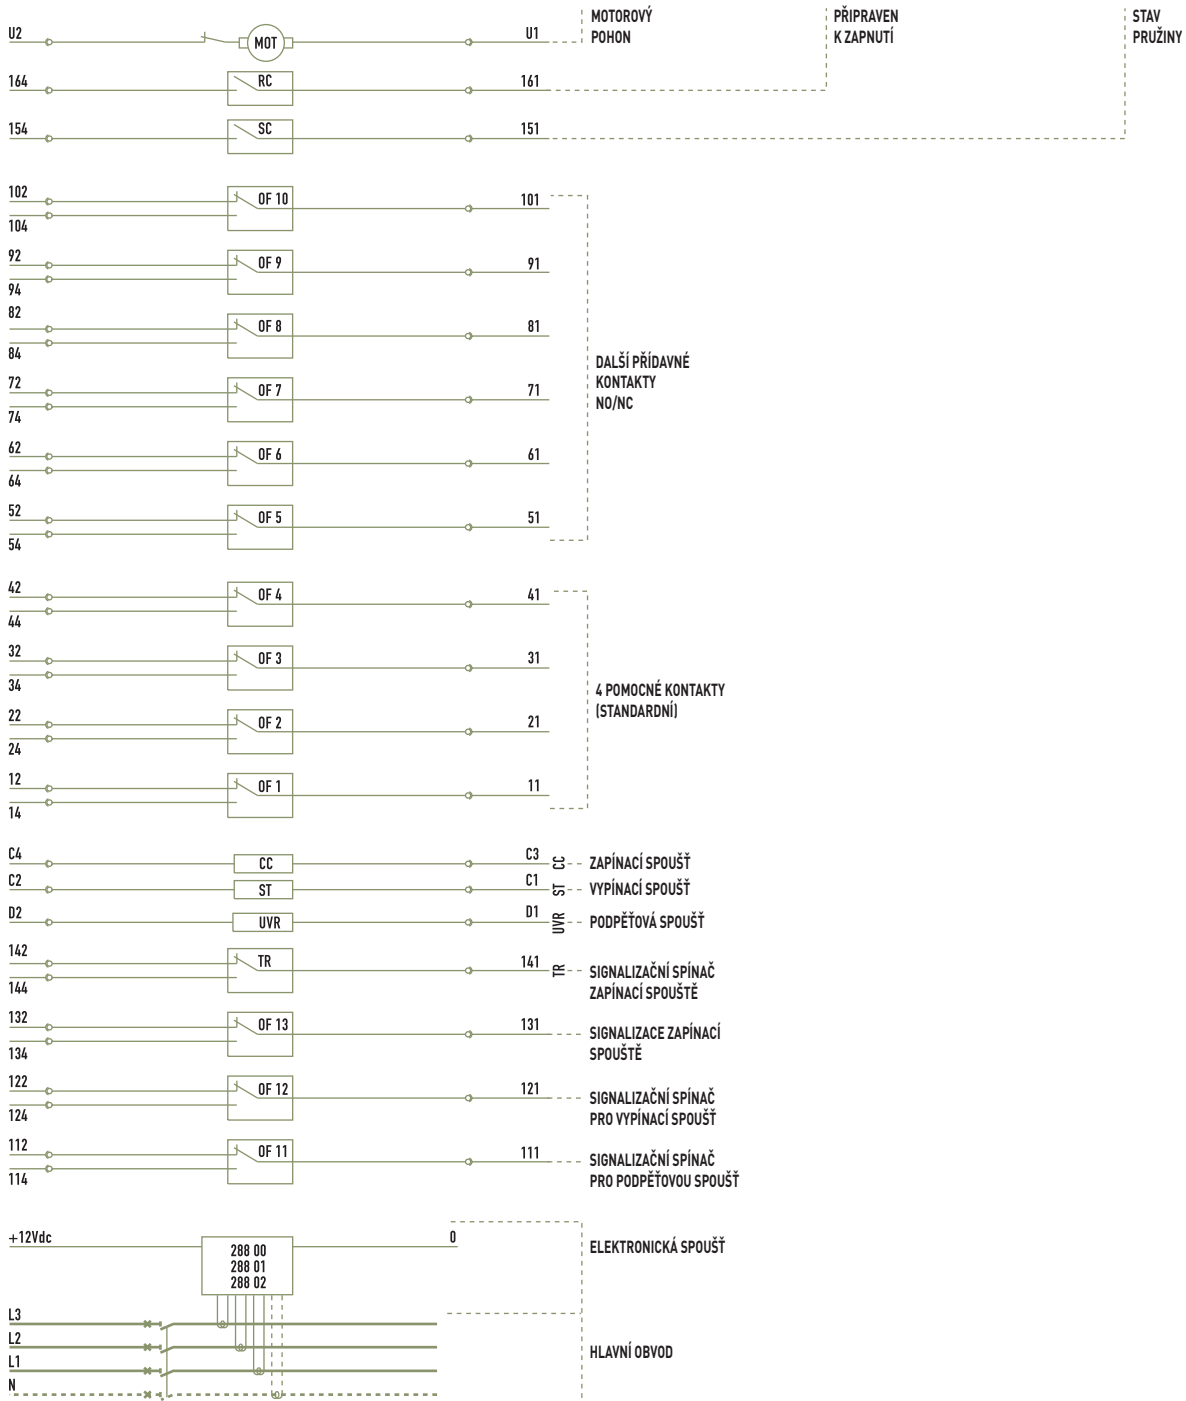 U2 MOT U1 MOTOROVÝ PŘIPRAVEN STAV
POHON K ZAPNUTÍ PRUŽINY
164 RC 161
154 SC 151
102 OF 10 101
104
92 OF 9 91
94
82 OF 8 81
84
DALŠÍ PŘÍDAVNÉ
KONTAKTY
NO/NC
72 OF 7 71
74
62 OF 6 61
64
52 OF 5 51
54
42 OF 4 41
44
32 OF 3 31
34
4 POMOCNÉ KONTAKTY
(STANDARDNÍ)
22 OF 2 21
24
12 OF 1 11
14
C4 CC C3 CC ZAPÍNACÍ SPOUŠŤ
C2 ST C1 ST VYPÍNACÍ SPOUŠŤ
D2 UVR D1 UVR PODPĚŤOVÁ SPOUŠŤ
142 TR 141 TR SIGNALIZAČNÍ SPÍNAČ
144 ZAPÍNACÍ SPOUŠTĚ
132 OF 13 131 SIGNALIZACE ZAPÍNACÍ
134 SPOUŠTĚ
122 OF 12 121 SIGNALIZAČNÍ SPÍNAČ
124 PRO VYPÍNACÍ SPOUŠŤ
112 OF 11 111 SIGNALIZAČNÍ SPÍNAČ
114 PRO PODPĚŤOVOU SPOUŠŤ
+12Vdc 0
288 00 ELEKTRONICKÁ SPOUŠŤ
288 01
288 02
L3
L2
HLAVNÍ OBVOD
L1
N